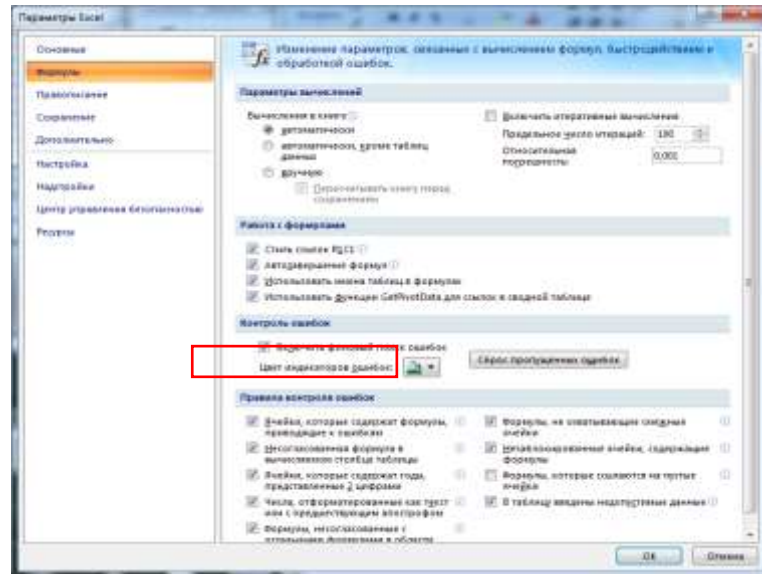 Параметры Excel
Основные
Формулы
Правописание
Сохранение
Дополнительно
Настройка
Надстройки
Центр управления безопасностью
Ресурсы
Изменение параметров, связанных с вычислением формул, быстродействием и
обработкой ошибок.
Параметры вычислений
Вычисления в книге
автоматически
автоматически, кроме таблиц
данных
вручную
Пересчитывать книгу перед
сохранением
Включить итеративные вычисления
Предельное число итераций: 100
Относительная
погрешность: 0,001
Работа с формулами
Стиль ссылок R1C1
Автозавершение формул
Использовать имена таблиц в формулах
Использовать функции GetPivotData для ссылок в сводной таблице
Контроль ошибок
Включить фоновый поиск ошибок
Цвет индикаторов ошибок:
Сброс пропущенных ошибок
Правила контроля ошибок
Ячейки, которые содержат формулы,
приводящие к ошибкам
Несогласованная формула в
вычисляемом столбце таблицы
Ячейки, которые содержат годы,
представленные 2 цифрами
Числа, отформатированные как текст
или с предшествующим апострофом
Формулы, несогласованные с
остальными формулами в области
Формулы, не охватывающие смежные
ячейки
Незаблокированные ячейки, содержащие
формулы
Формулы, которые ссылаются на пустые
ячейки
В таблицу введены недопустимые данные
OK
Отмена